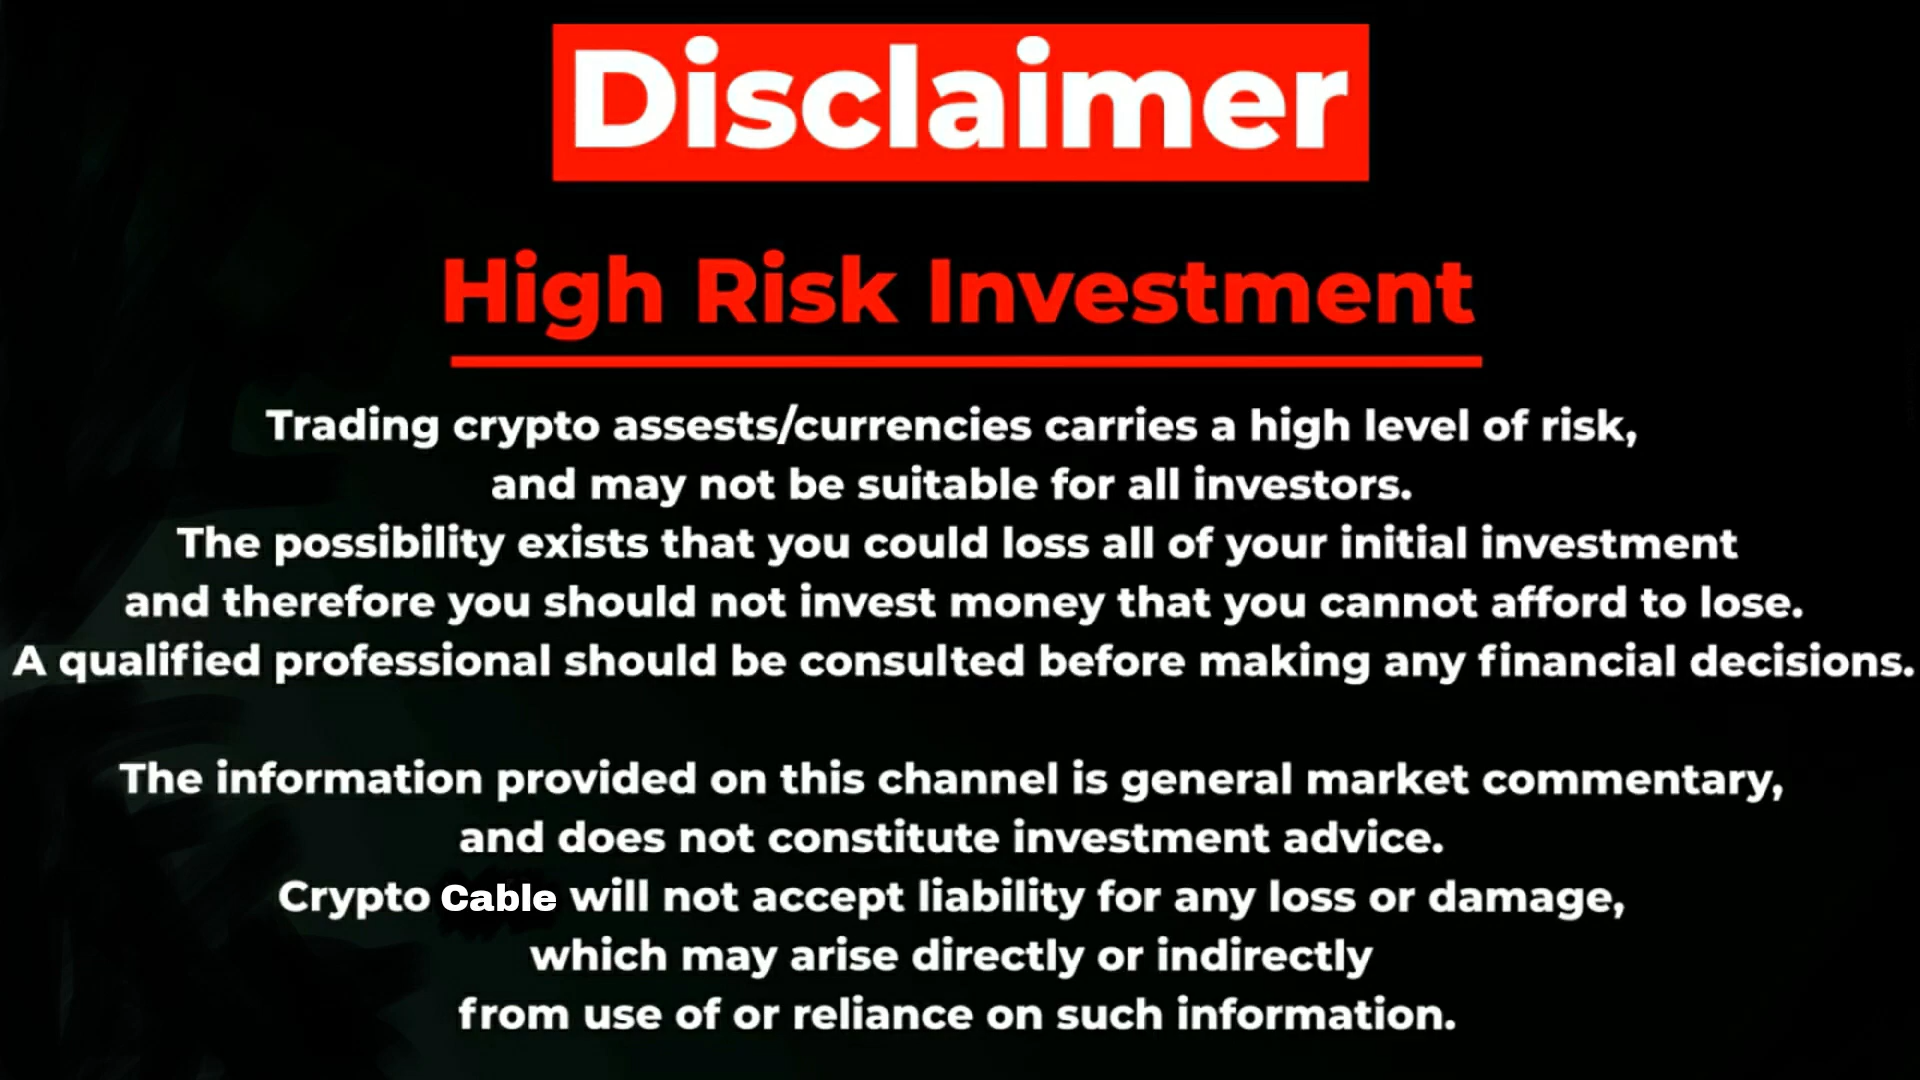 Disclaimer
High Risk Investment
Trading crypto assests/currencies carries a high level of risk,
and may not be suitable for all investors.
The possibility exists that you could loss all of your initial investment
and therefore you should not invest money that you cannot afford to lose.
A qualified professional should be consulted before making any financial decisions.
The information provided on this channel is general market commentary,
and does not constitute investment advice.
Crypto Cable will not accept liability for any loss or damage,
which may arise directly or indirectly
from use of or reliance on such information.